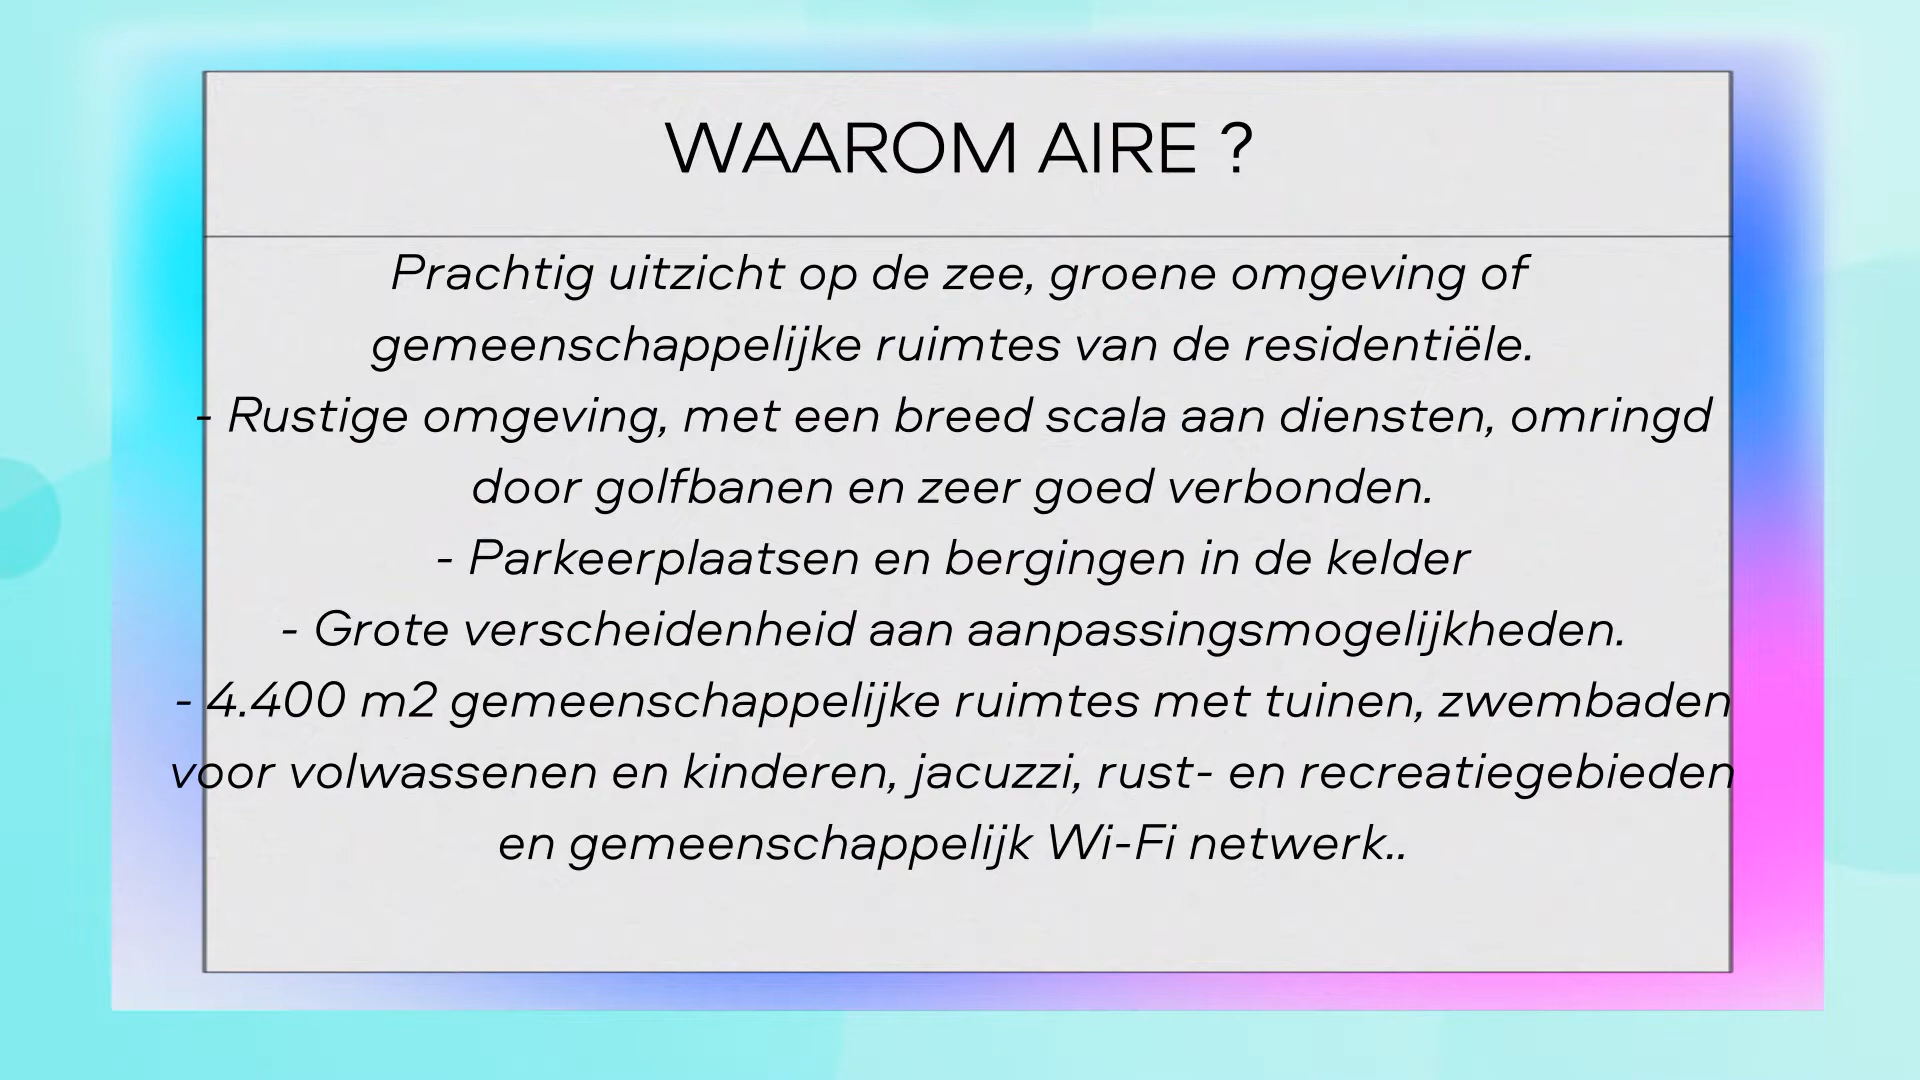 WAAROM AIRE ?
Prachtig uitzicht op de zee, groene omgeving of
gemeenschappelijke ruimtes van de residentiële.
- Rustige omgeving, met een breed scala aan diensten, omringd
door golfbanen en zeer goed verbonden.
- Parkeerplaatsen en bergingen in de kelder
- Grote verscheidenheid aan aanpassingsmogelijkheden.
- 4.400 m2 gemeenschappelijke ruimtes met tuinen, zwembaden
voor volwassenen en kinderen, jacuzzi, rust- en recreatiegebieden
en gemeenschappelijk Wi-Fi netwerk..